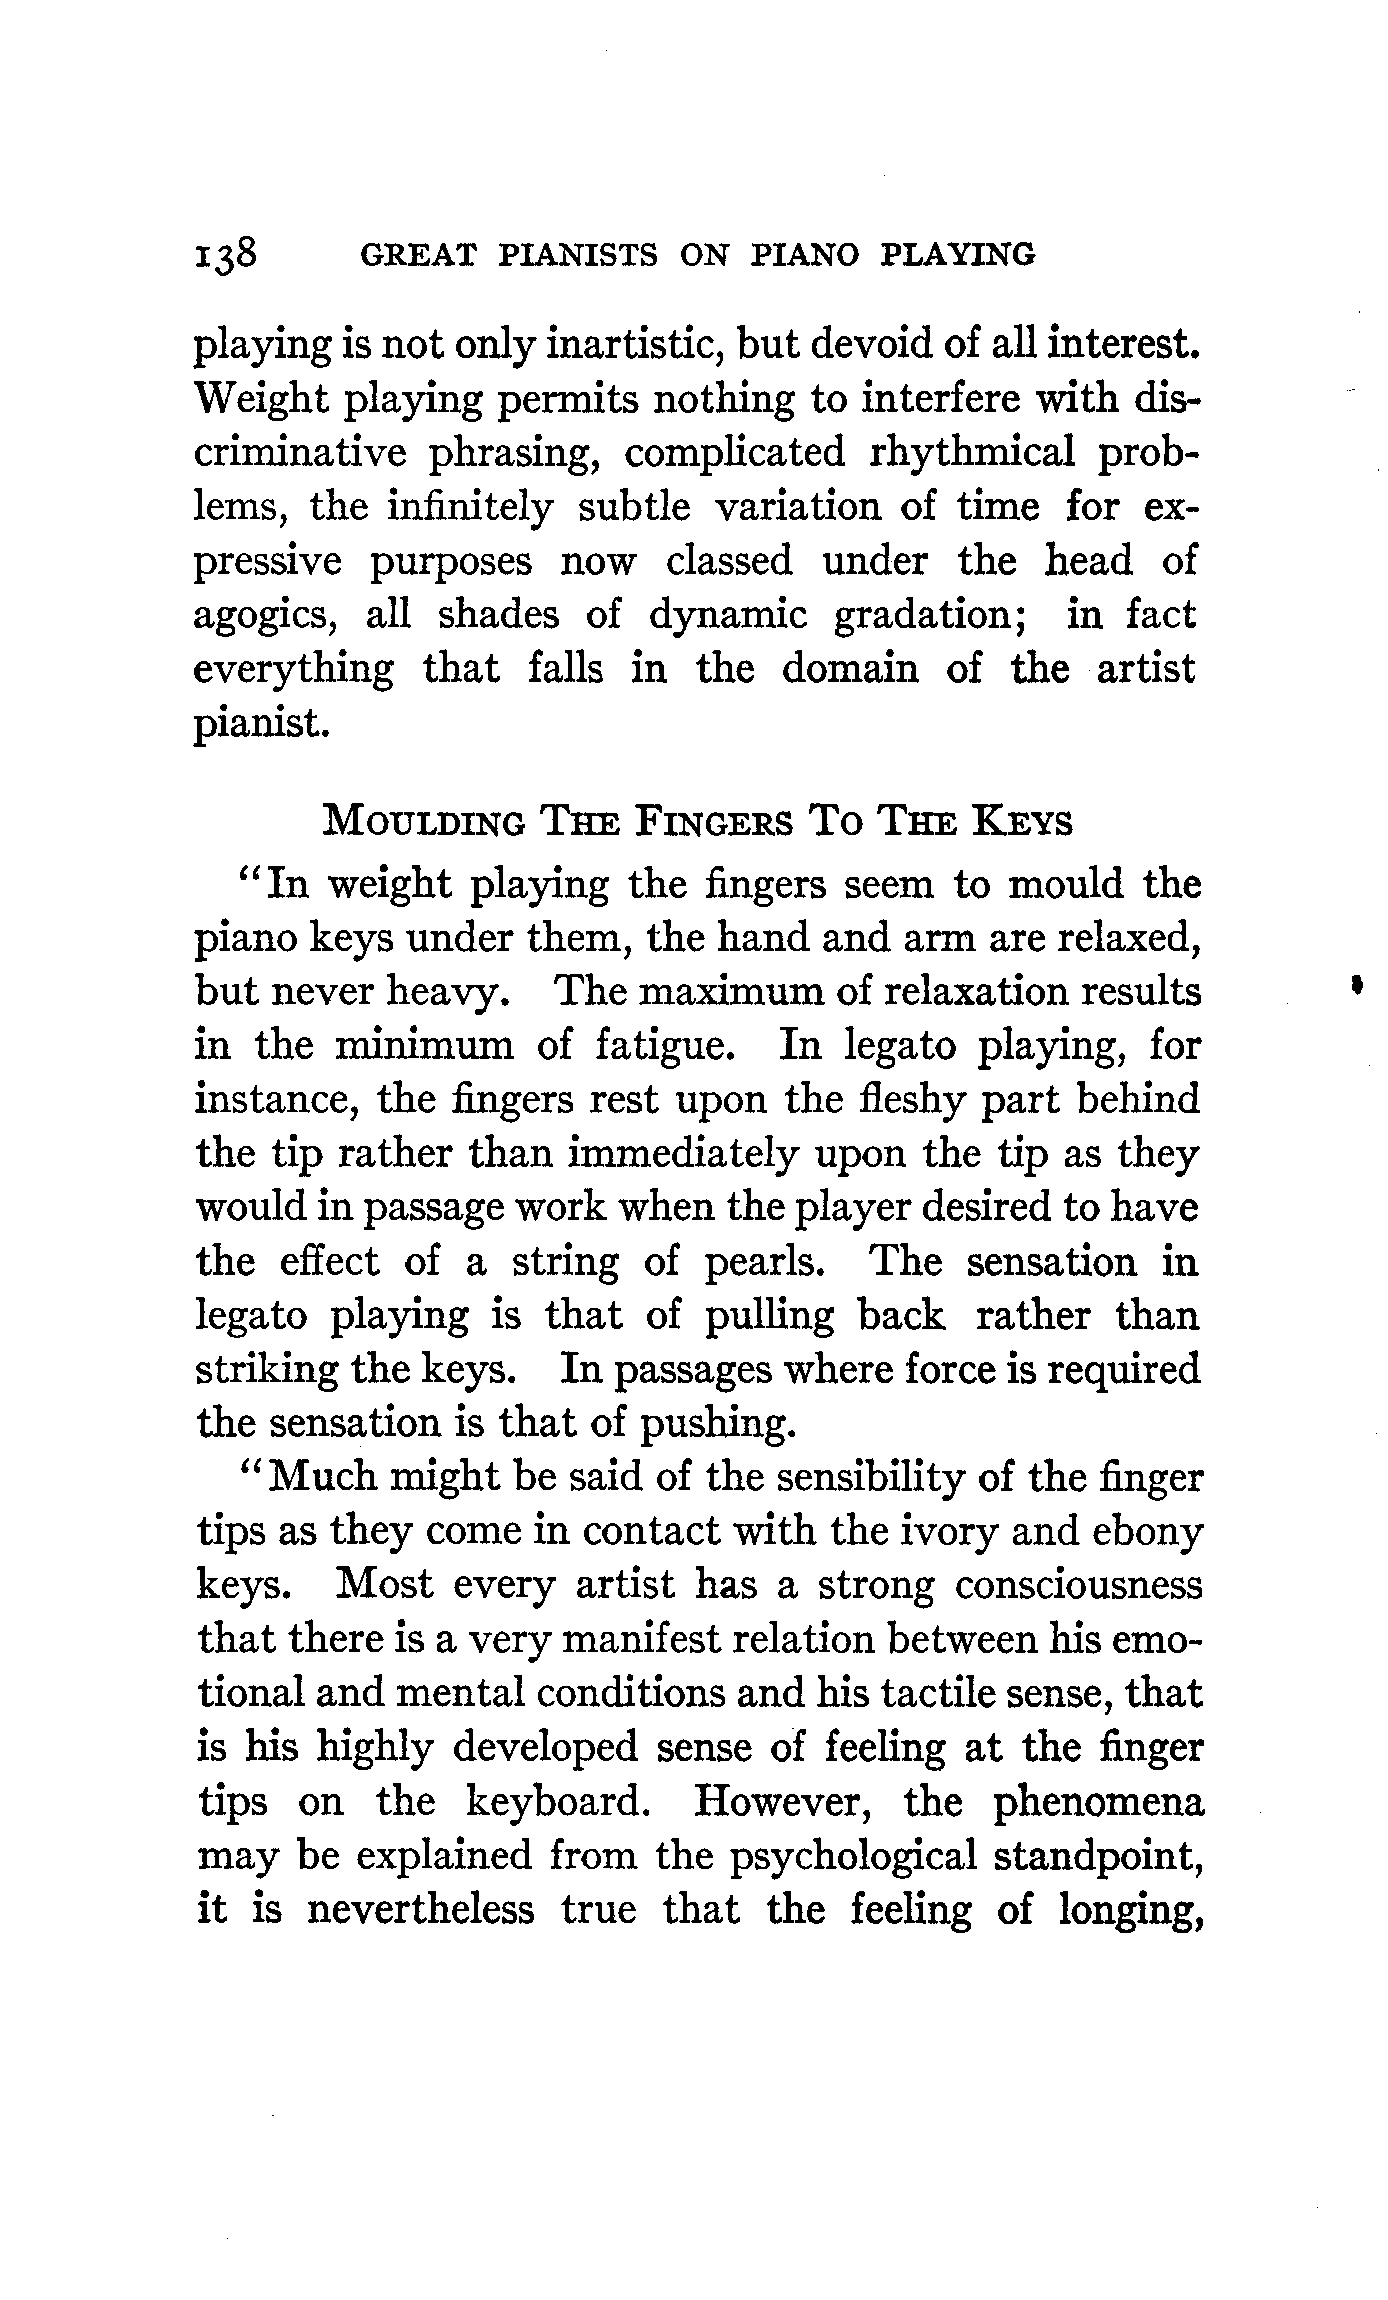 138 GREAT PIANISTS ON PIANO PLAYING
playing is not only inartistic, but devoid of all interest.
Weight playing permits nothing to interfere with dis-
criminative phrasing, complicated rhythmical prob-
lems, the infinitely subtle variation of time for ex-
pressive purposes now classed under the head of
agogics, all shades of dynamic gradation; in fact
everything that falls in the domain of the artist
pianist.
MOULDING THE FINGERS TO THE KEYS
“In weight playing the fingers seem to mould the
piano keys under them, the hand and arm are relaxed,
but never heavy. The maximum of relaxation results
in the minimum of fatigue. In legato playing, for
instance, the fingers rest upon the fleshy part behind
the tip rather than immediately upon the tip as they
would in passage work when the player desired to have
the effect of a string of pearls. The sensation in
legato playing is that of pulling back rather than
striking the keys. In passages where force is required
the sensation is that of pushing.
“Much might be said of the sensibility of the finger
tips as they come in contact with the ivory and ebony
keys. Most every artist has a strong consciousness
that there is a very manifest relation between his emo-
tional and mental conditions and his tactile sense, that
is his highly developed sense of feeling at the finger
tips on the keyboard. However, the phenomena
may be explained from the psychological standpoint,
it is nevertheless true that the feeling of longing,